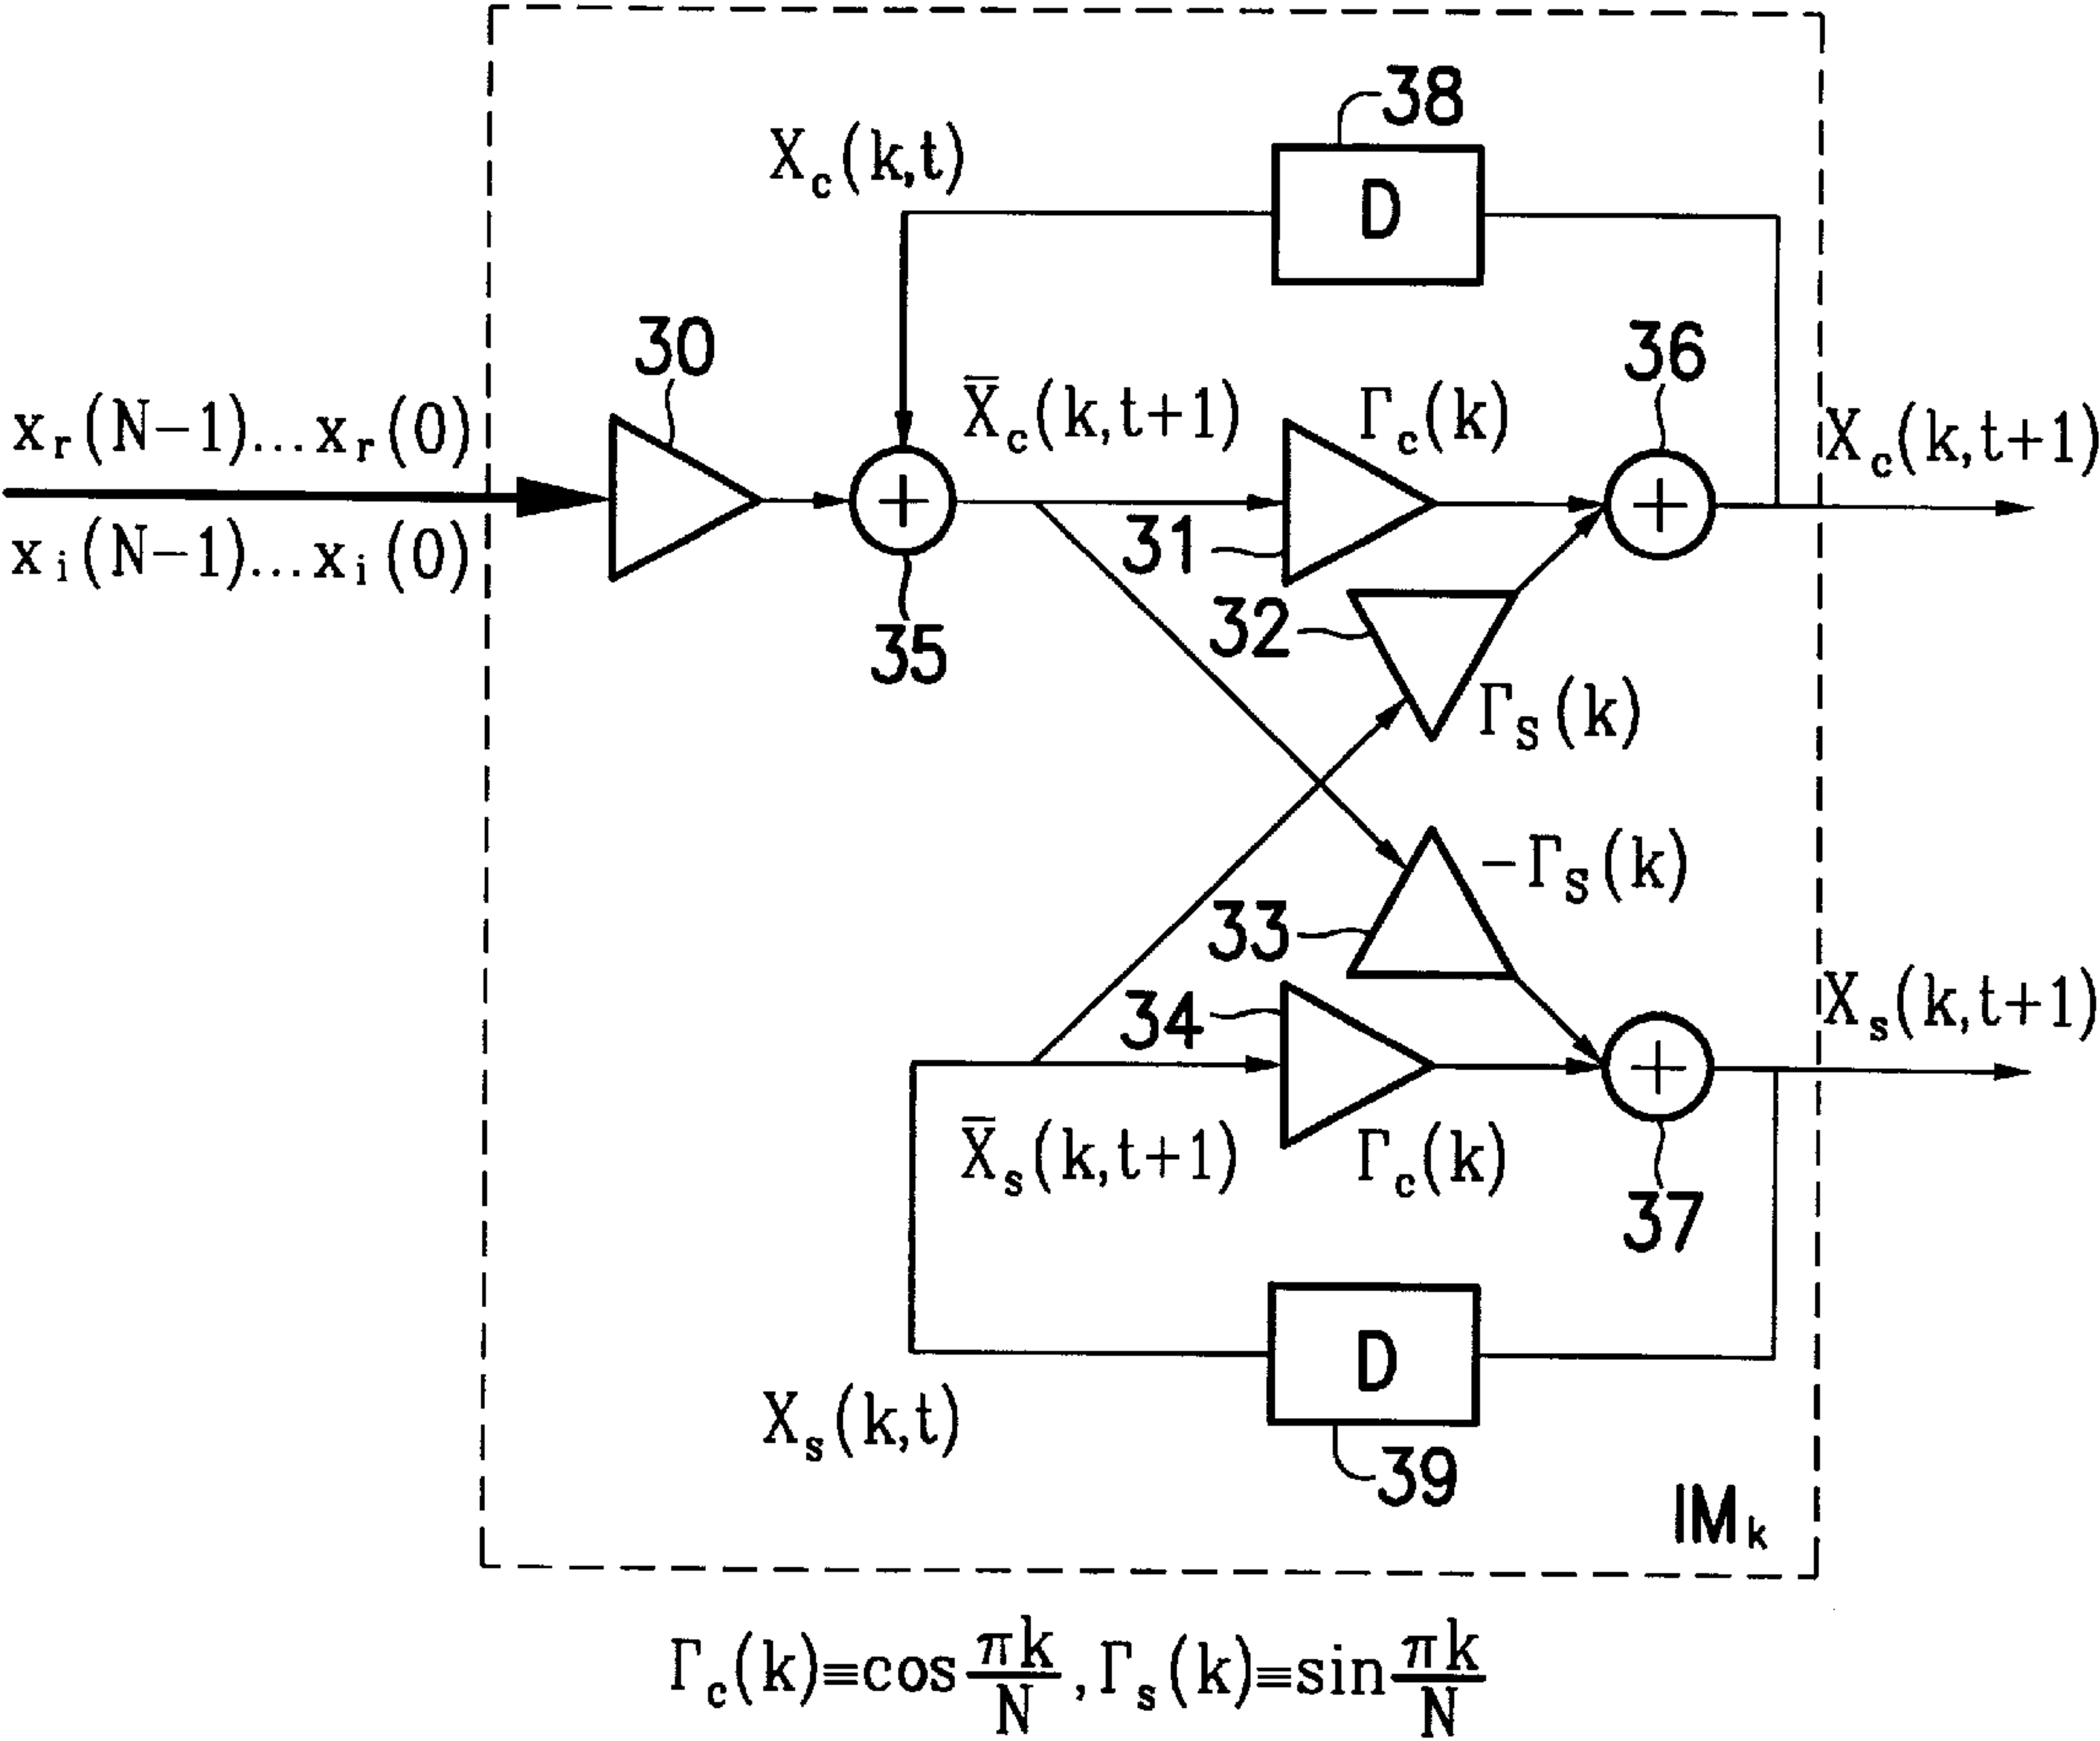 38
X_c(k,t)
D
30
36
x_r(N-1)...x_r(0)
X̄_c(k,t+1)
Γ_c(k)
X_c(k,t+1)
+
+
31
x_i(N-1)...x_i(0)
32
35
Γ_S(k)
-Γ_S(k)
33
34
X_s(k,t+1)
+
X̄_s(k,t+1)
Γ_c(k)
37
D
X_s(k,t)
39
IM_k
Γ_c(k)≡cos πk/N ,Γ_s(k)≡sin πk/N